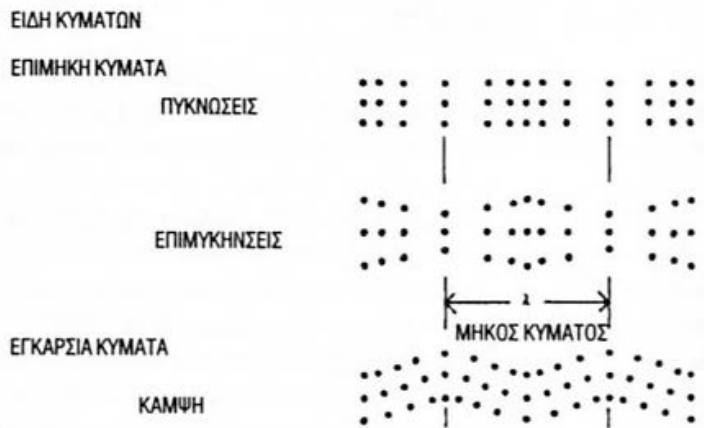 ΕΙΔΗ ΚΥΜΑΤΩΝ
ΕΠΙΜΗΚΗ ΚΥΜΑΤΑ
ΠΥΚΝΩΣΕΙΣ
ΕΠΙΜΥΚΗΝΣΕΙΣ
λ
ΜΗΚΟΣ ΚΥΜΑΤΟΣ
ΕΓΚΑΡΣΙΑ ΚΥΜΑΤΑ
ΚΑΜΨΗ